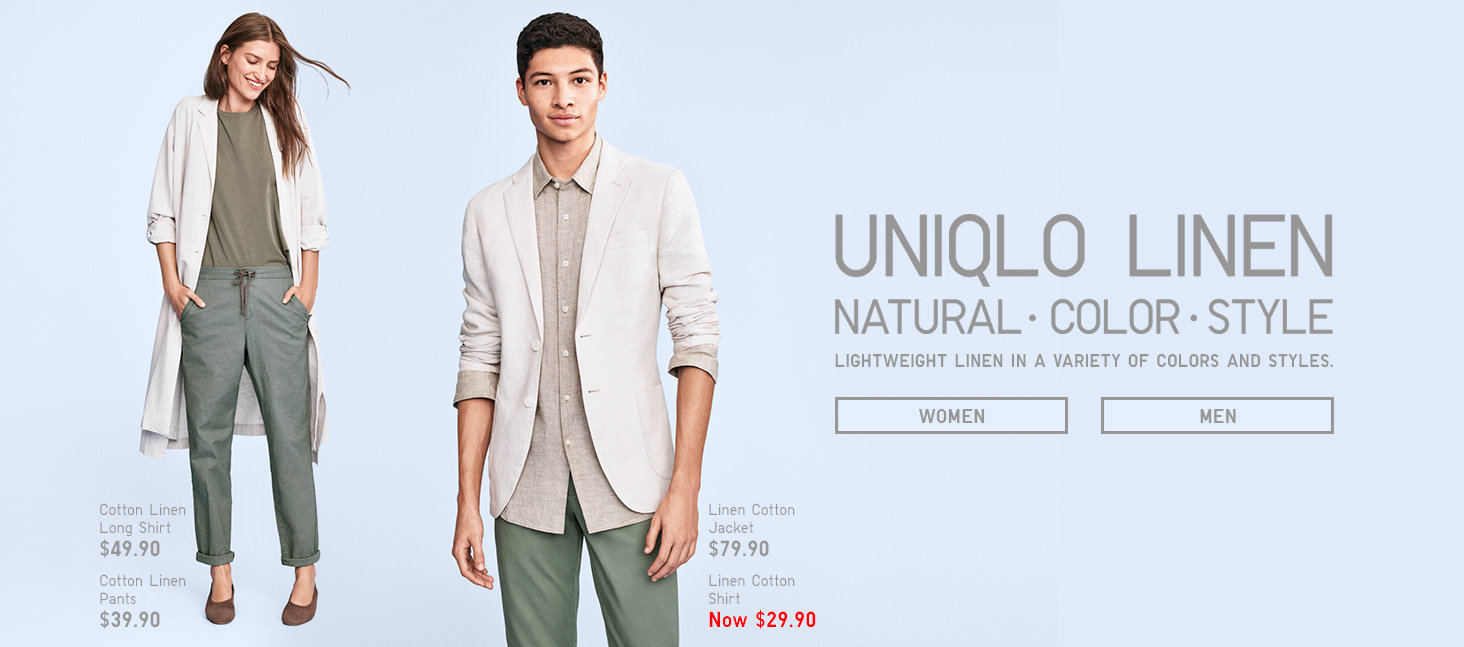 UNIQLO LINEN
NATURAL · COLOR · STYLE
LIGHTWEIGHT LINEN IN A VARIETY OF COLORS AND STYLES.
WOMEN
MEN
Cotton Linen
Long Shirt
$49.90
Cotton Linen
Pants
$39.90
Linen Cotton
Jacket
$79.90
Linen Cotton
Shirt
Now $29.90